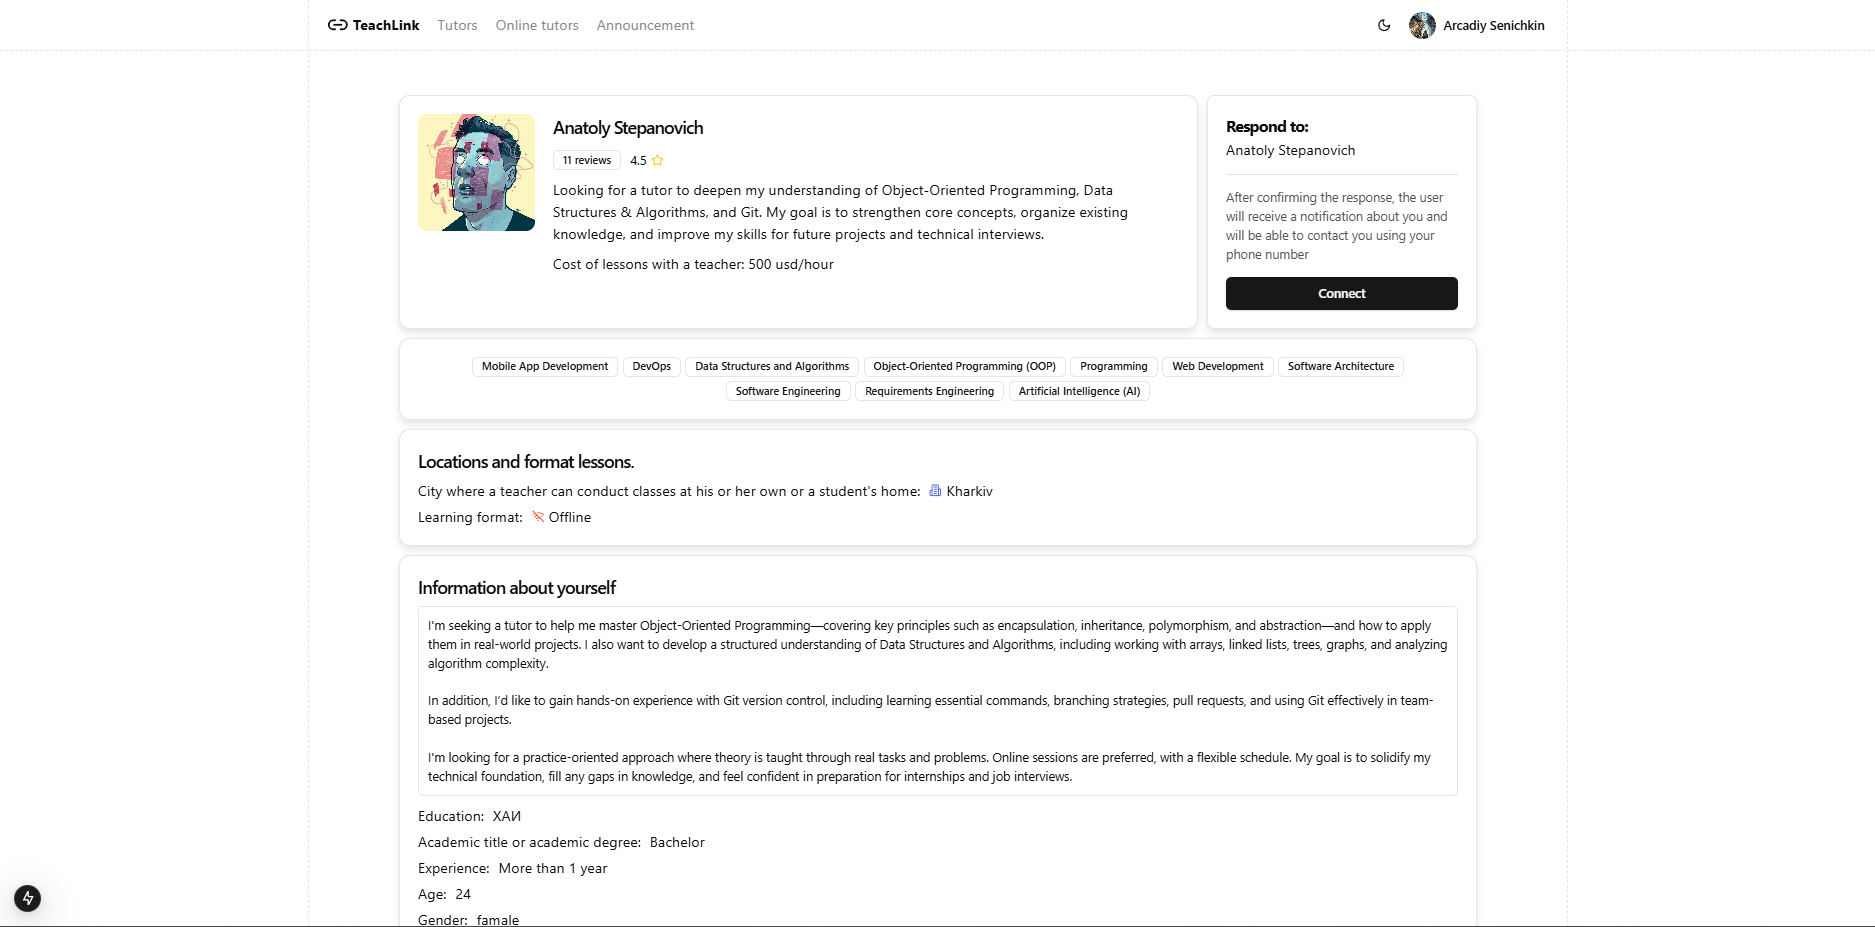 TeachLink Tutors Online tutors Announcement Arcadiy Senichkin
Anatoly Stepanovich
11 reviews 4.5
Looking for a tutor to deepen my understanding of Object-Oriented Programming, Data
Structures & Algorithms, and Git. My goal is to strengthen core concepts, organize existing
knowledge, and improve my skills for future projects and technical interviews.
Cost of lessons with a teacher: 500 usd/hour
Respond to:
Anatoly Stepanovich
After confirming the response, the user
will receive a notification about you and
will be able to contact you using your
phone number
Connect
Mobile App Development DevOps Data Structures and Algorithms Object-Oriented Programming (OOP) Programming Web Development Software Architecture
Software Engineering Requirements Engineering Artificial Intelligence (AI)
Locations and format lessons.
City where a teacher can conduct classes at his or her own or a student's home: Kharkiv
Learning format: Offline
Information about yourself
I'm seeking a tutor to help me master Object-Oriented Programming—covering key principles such as encapsulation, inheritance, polymorphism, and abstraction—and how to apply
them in real-world projects. I also want to develop a structured understanding of Data Structures and Algorithms, including working with arrays, linked lists, trees, graphs, and analyzing
algorithm complexity.
In addition, I’d like to gain hands-on experience with Git version control, including learning essential commands, branching strategies, pull requests, and using Git effectively in team-
based projects.
I'm looking for a practice-oriented approach where theory is taught through real tasks and problems. Online sessions are preferred, with a flexible schedule. My goal is to solidify my
technical foundation, fill any gaps in knowledge, and feel confident in preparation for internships and job interviews.
Education: ХАИ
Academic title or academic degree: Bachelor
Experience: More than 1 year
Age: 24
Gender: famale